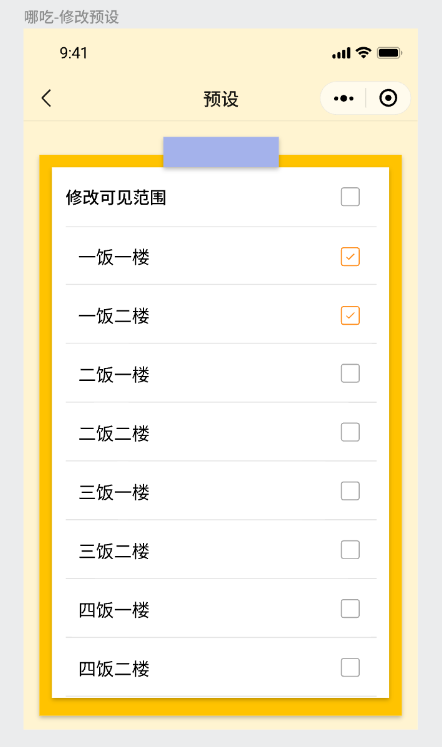 哪吃-修改预设
9:41
预设
修改可见范围
一饭一楼
一饭二楼
二饭一楼
二饭二楼
三饭一楼
三饭二楼
四饭一楼
四饭二楼